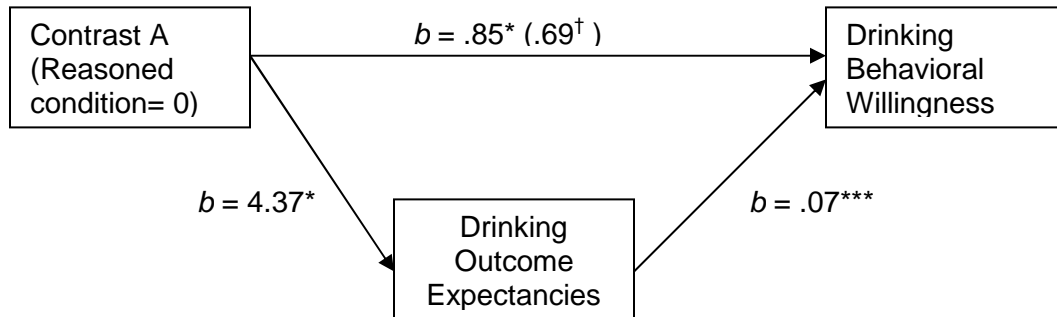 Contrast A
(Reasoned
condition= 0)
b = .85* (.69† )
Drinking
Behavioral
Willingness
b = 4.37*
b = .07***
Drinking
Outcome
Expectancies